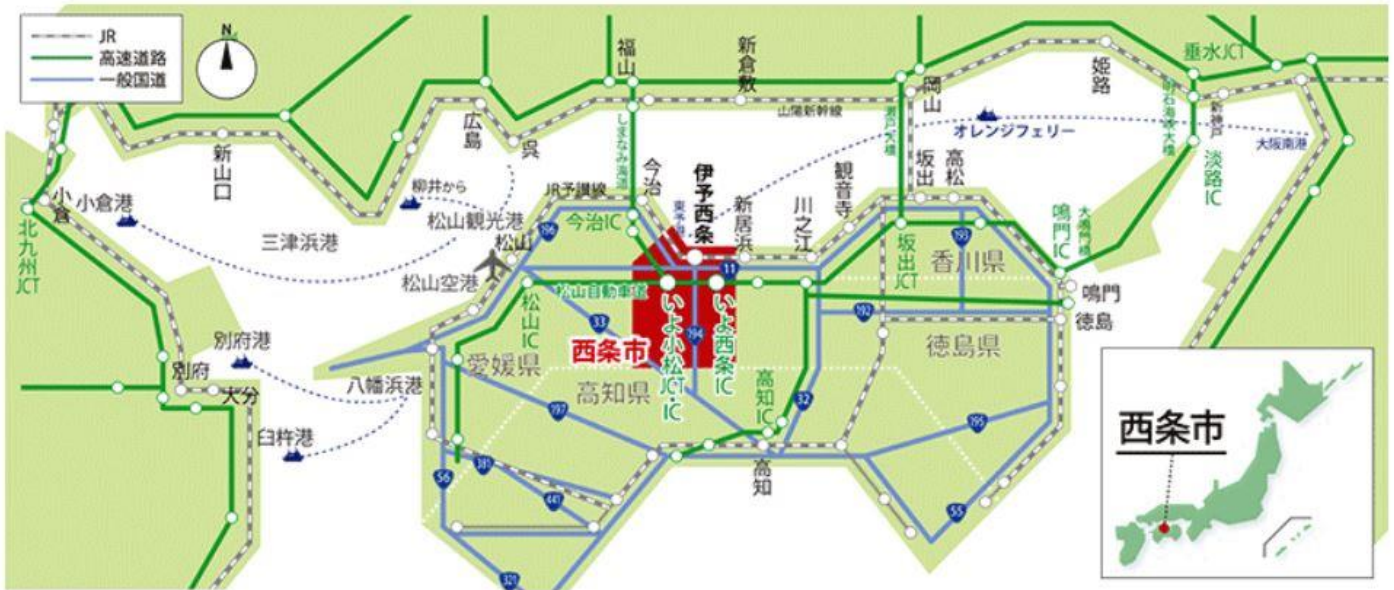 JR
高速道路
一般国道
N
福山
新倉敷
岡山
姫路
垂水JCT
広島
呉
山陽新幹線
しまなみ海道
瀬戸大橋
オレンジフェリー
明石海峡大橋
新神戸
大阪南港
淡路IC
新山口
小倉
小倉港
北九州JCT
柳井から
松山観光港
三津浜港
松山
松山空港
JR予讃線
今治
今治IC
196
東予港
伊予西条
新居浜
川之江
観音寺
坂出
高松
坂出JCT
193
香川県
鳴門IC
大鳴門橋
鳴門
徳島
11
松山自動車道
松山IC
33
194
いよ小松JCT・IC
いよ西条IC
192
徳島県
西条市
愛媛県
高知県
高知IC
32
195
別府港
別府
大分
八幡浜港
臼杵港
197
56
381
441
高知
55
321
西条市